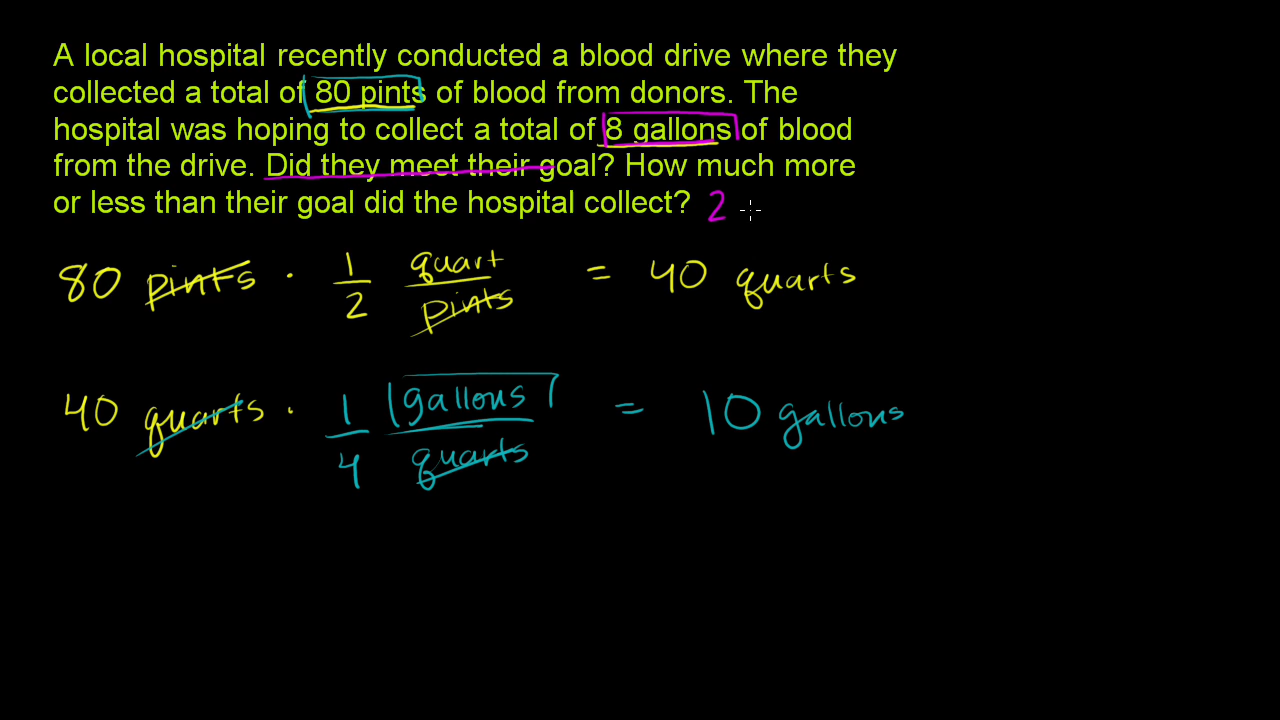 A local hospital recently conducted a blood drive where they
collected a total of 80 pints of blood from donors. The
hospital was hoping to collect a total of 8 gallons of blood
from the drive. Did they meet their goal? How much more
or less than their goal did the hospital collect? 2
80 pints · 1/2 quart/pints = 40 quarts
40 quarts · 1/4 gallons/quarts = 10 gallons